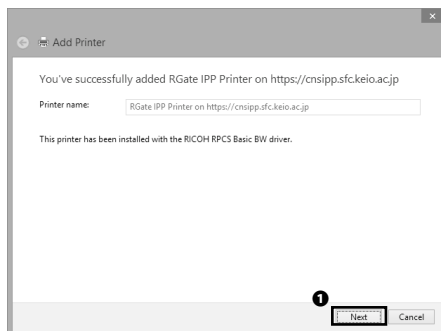 Add Printer
You've successfully added RGate IPP Printer on https://cnsipp.sfc.keio.ac.jp
Printer name: RGate IPP Printer on https://cnsipp.sfc.keio.ac.jp
This printer has been installed with the RICOH RPCS Basic BW driver.
1
Next Cancel